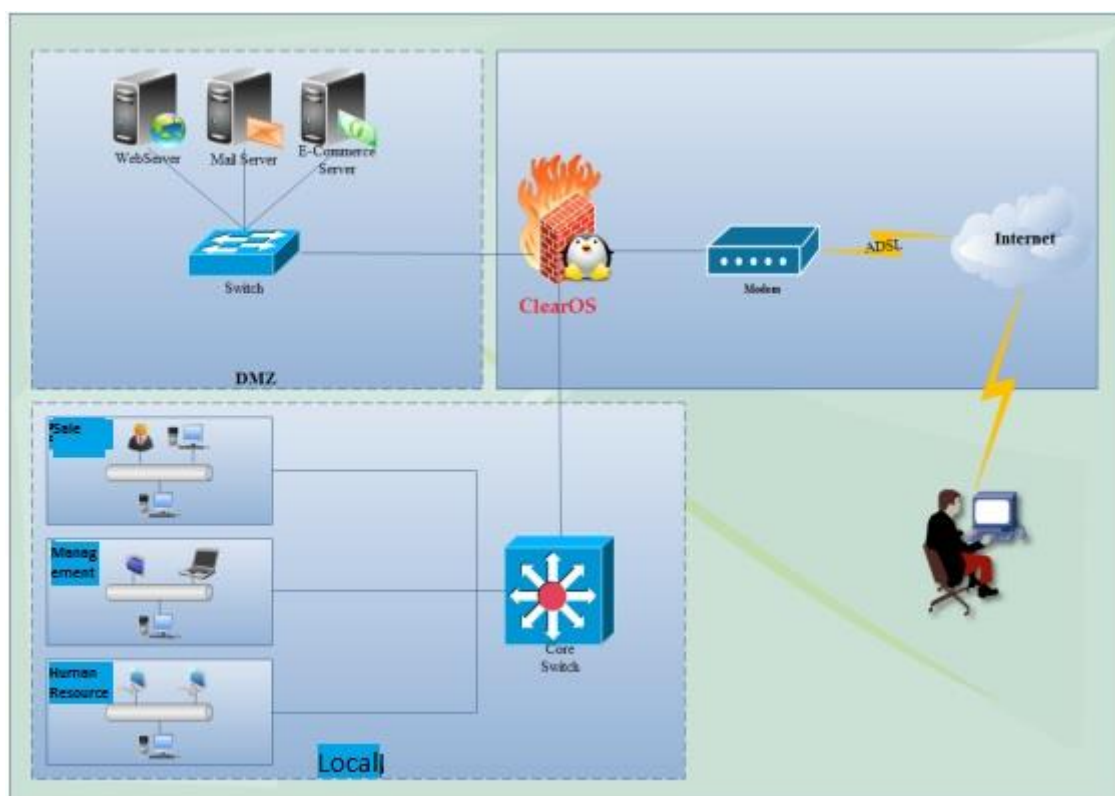 WebServer
Mail Server
E-Commerce
Server
Switch
DMZ
ClearOS
Modem
ADSL
Internet
Sale
Manag
ement
Human
Resource
Core
Switch
Local